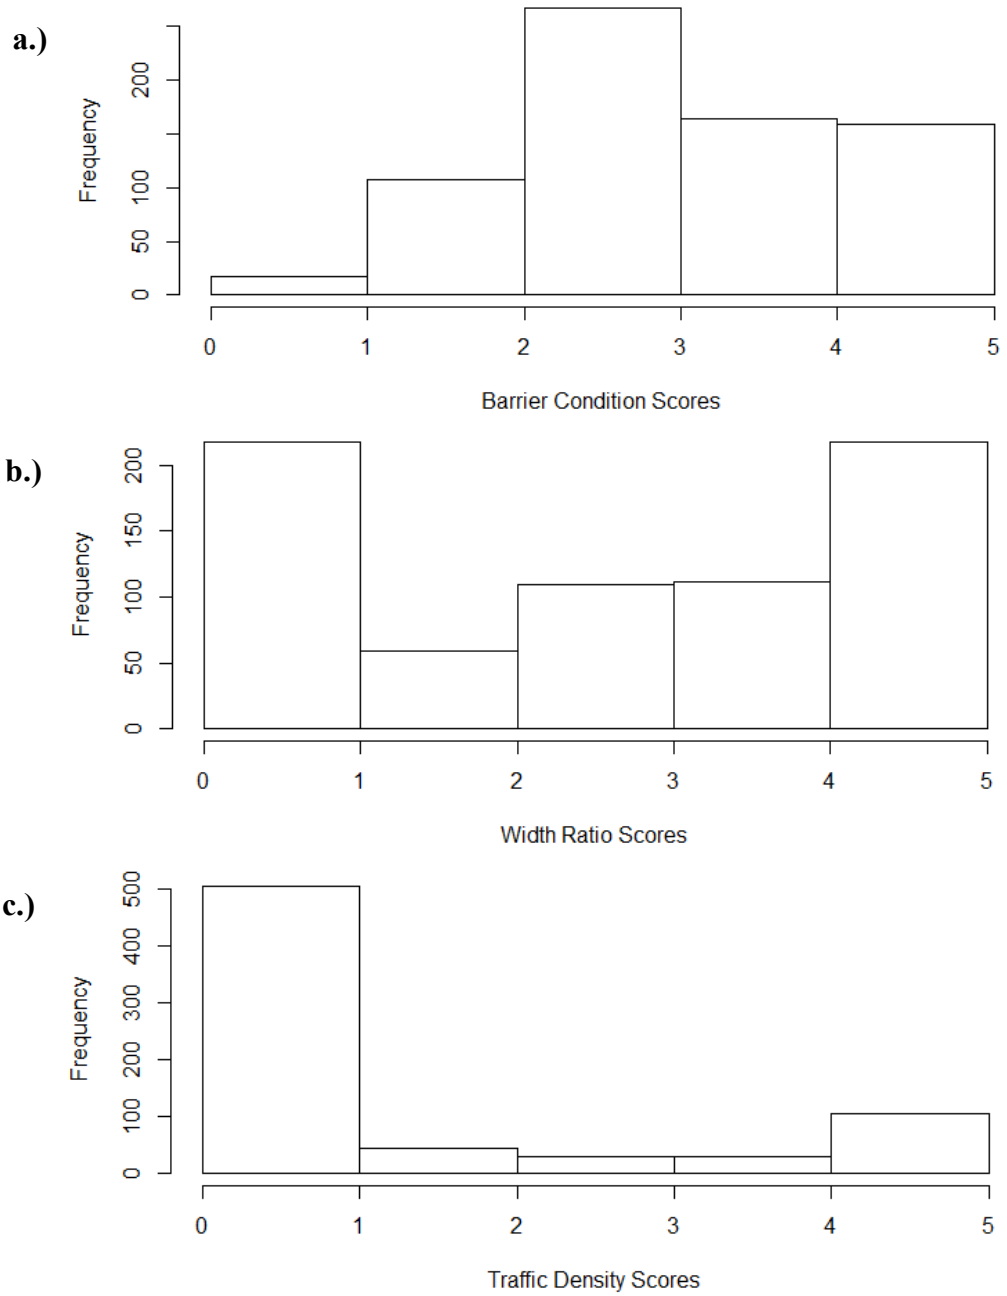 a.)
Frequency
200
100
50
0
0 1 2 3 4 5
Barrier Condition Scores
b.)
Frequency
200
150
100
50
0
0 1 2 3 4 5
Width Ratio Scores
c.)
Frequency
500
400
300
200
100
0
0 1 2 3 4 5
Traffic Density Scores